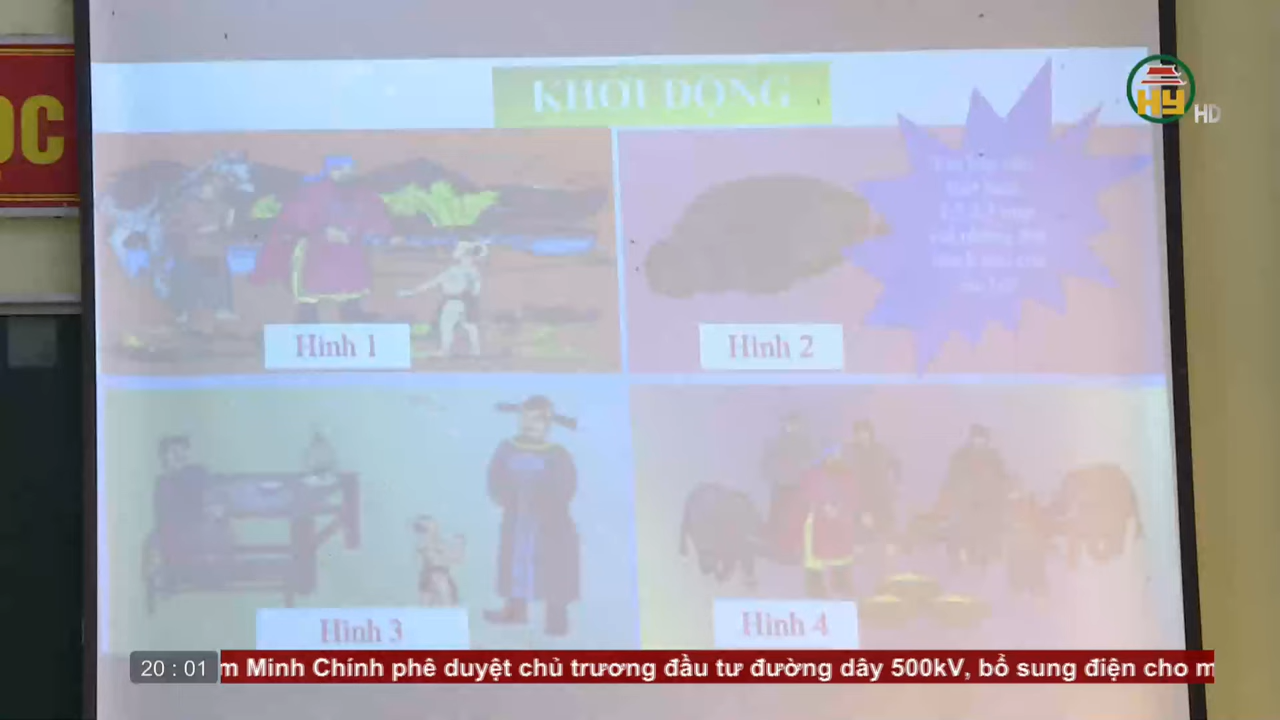 ỌC
KHỞI ĐỘNG
HY
HD
Hình 1
Hình 2
Hình 3
Hình 4
20 : 01
m Minh Chính phê duyệt chủ trương đầu tư đường dây 500kV, bổ sung điện cho m